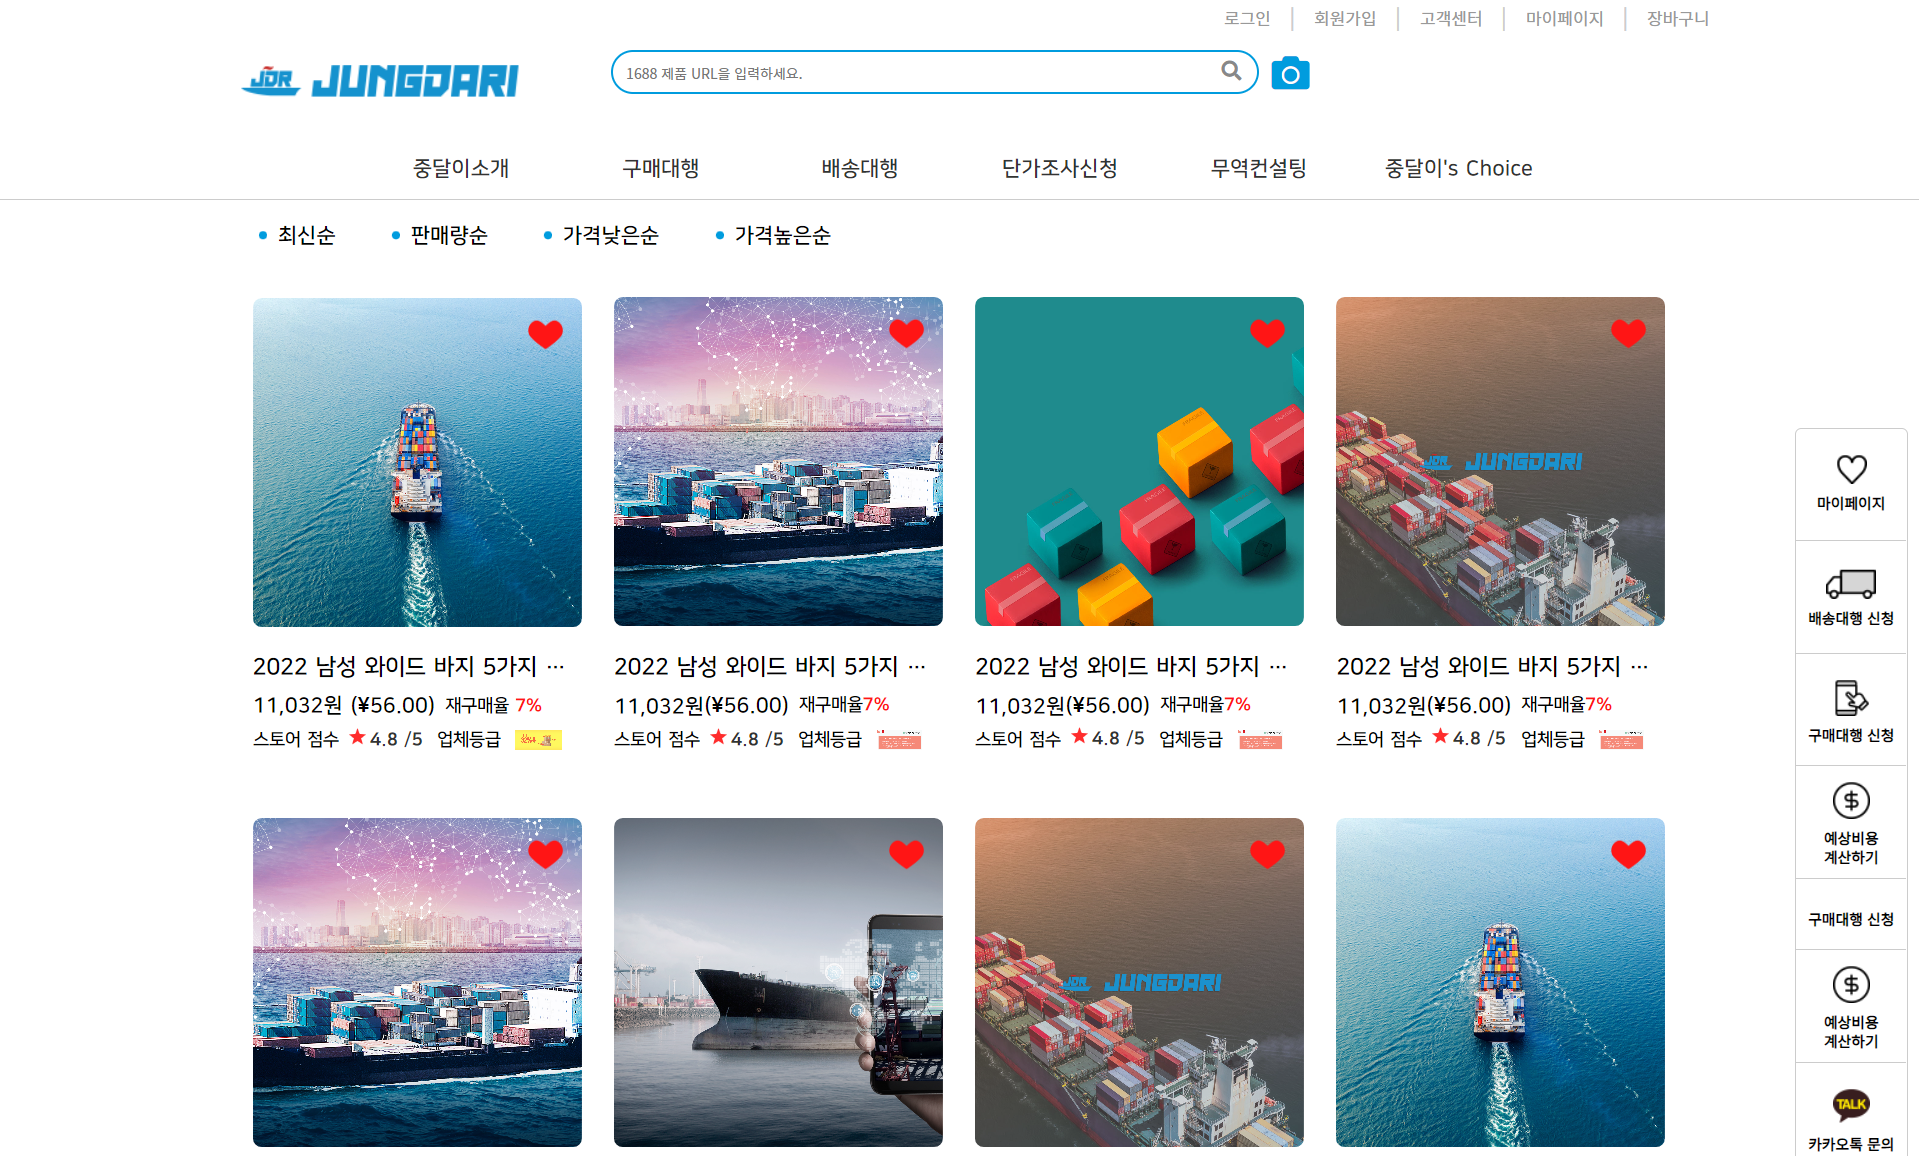 로그인 회원가입 고객센터 마이페이지 장바구니
JDR JUNGDARI
1688 제품 URL을 입력하세요.
중달이소개 구매대행 배송대행 단가조사신청 무역컨설팅 중달이's Choice
최신순 판매량순 가격낮은순 가격높은순
JDR JUNGDARI
2022 남성 와이드 바지 5가지 ···
11,032원 (¥56.00) 재구매율 7%
스토어 점수 ★ 4.8 /5 업체등급
2022 남성 와이드 바지 5가지 ···
11,032원(¥56.00) 재구매율7%
스토어 점수 ★ 4.8 /5 업체등급
2022 남성 와이드 바지 5가지 ···
11,032원(¥56.00) 재구매율7%
스토어 점수 ★ 4.8 /5 업체등급
2022 남성 와이드 바지 5가지 ···
11,032원(¥56.00) 재구매율7%
스토어 점수 ★ 4.8 /5 업체등급
JDR JUNGDARI
마이페이지
배송대행 신청
구매대행 신청
예상비용
계산하기
구매대행 신청
예상비용
계산하기
TALK
카카오톡 문의